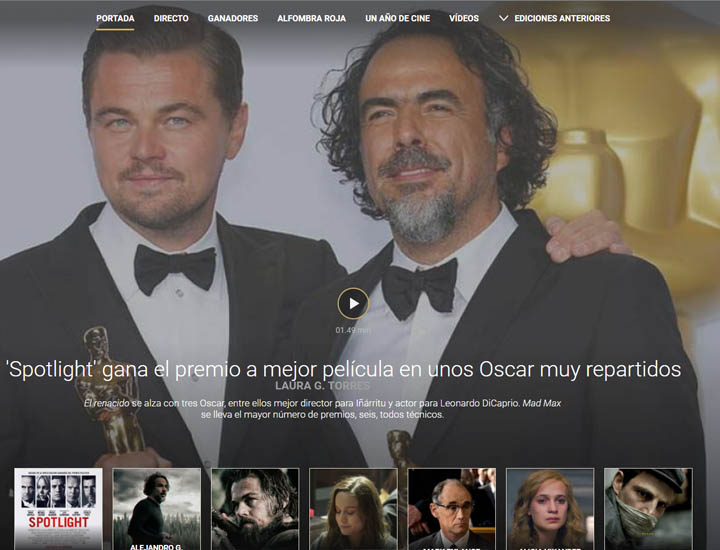 PORTADA DIRECTO GANADORES ALFOMBRA ROJA UN AÑO DE CINE VÍDEOS EDICIONES ANTERIORES
01.49 min
'Spotlight' gana el premio a mejor película en unos Oscar muy repartidos
LAURA G. TORRES
El renacido se alza con tres Oscar, entre ellos mejor director para Iñárritu y actor para Leonardo DiCaprio. Mad Max
se lleva el mayor número de premios, seis, todos técnicos.
SPOTLIGHT
ALEJANDRO G.